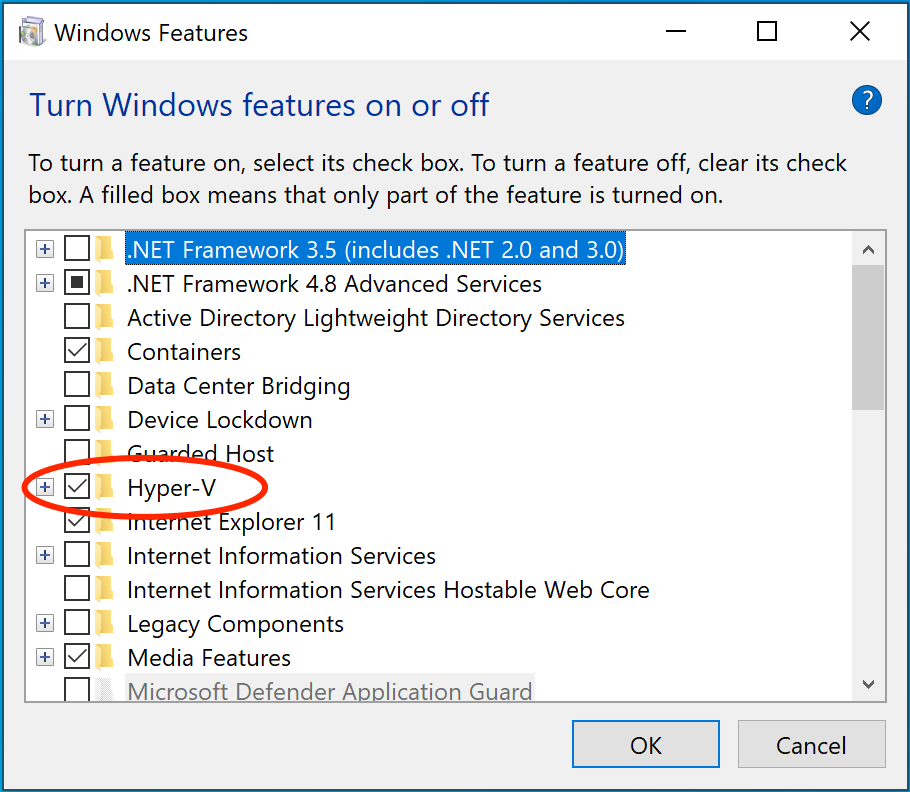 Windows Features
Turn Windows features on or off
?
To turn a feature on, select its check box. To turn a feature off, clear its check
box. A filled box means that only part of the feature is turned on.
.NET Framework 3.5 (includes .NET 2.0 and 3.0)
.NET Framework 4.8 Advanced Services
Active Directory Lightweight Directory Services
Containers
Data Center Bridging
Device Lockdown
Guarded Host
Hyper-V
Internet Explorer 11
Internet Information Services
Internet Information Services Hostable Web Core
Legacy Components
Media Features
Microsoft Defender Application Guard
OK
Cancel